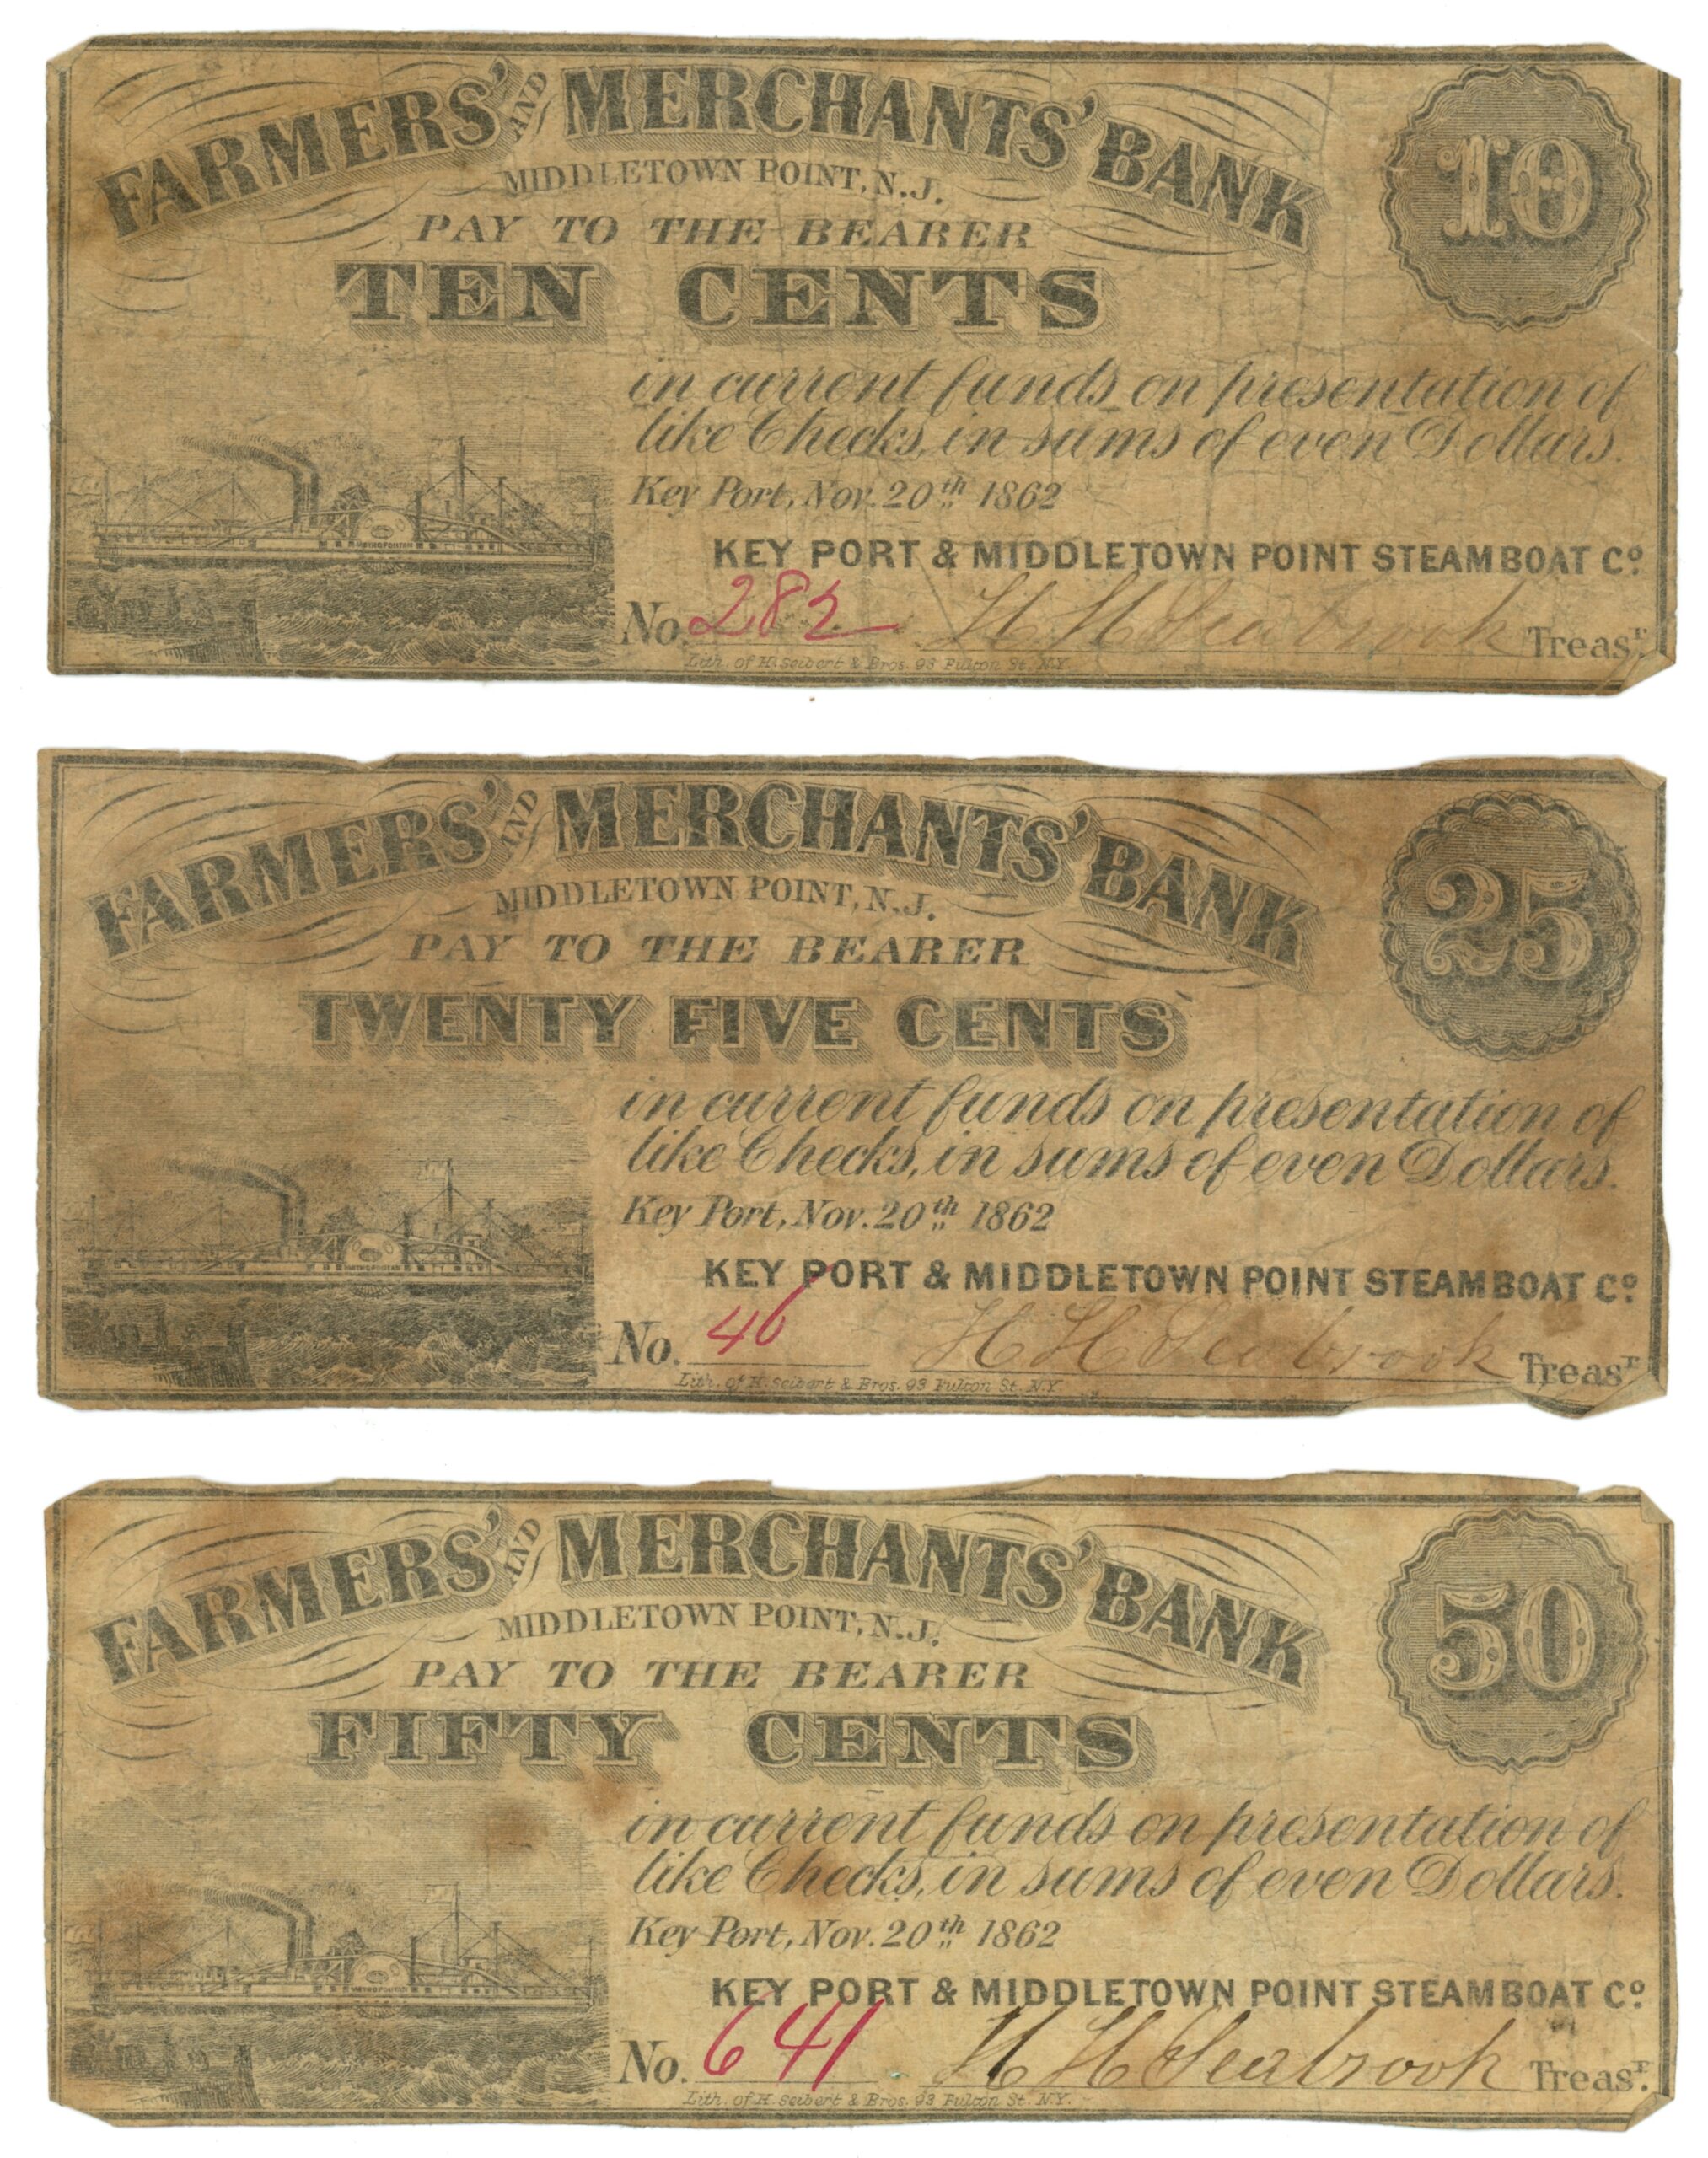 FARMERS' AND MERCHANTS' BANK
10
MIDDLETOWN POINT, N.J.
PAY TO THE BEARER
TEN CENTS
in current funds on presentation of
like Checks, in sums of even Dollars.
Key Port, Nov. 20th 1862
METROPOLITAN
KEY PORT & MIDDLETOWN POINT STEAMBOAT Co.
No. 282 H H Seabrook Treasr.
Lith. of H. Seibert & Bros. 93 Fulton St. N.Y.
FARMERS' AND MERCHANTS' BANK
25
MIDDLETOWN POINT, N.J.
PAY TO THE BEARER
TWENTY FIVE CENTS
in current funds on presentation of
like Checks, in sums of even Dollars.
Key Port, Nov. 20th 1862
METROPOLITAN
KEY PORT & MIDDLETOWN POINT STEAMBOAT Co.
No. 46 H H Seabrook Treasr.
Lith. of H. Seibert & Bros. 93 Fulton St. N.Y.
FARMERS' AND MERCHANTS' BANK
50
MIDDLETOWN POINT, N.J.
PAY TO THE BEARER
FIFTY CENTS
in current funds on presentation of
like Checks, in sums of even Dollars.
Key Port, Nov. 20th 1862
METROPOLITAN
KEY PORT & MIDDLETOWN POINT STEAMBOAT Co.
No. 641 H H Seabrook Treasr.
Lith. of H. Seibert & Bros. 93 Fulton St. N.Y.